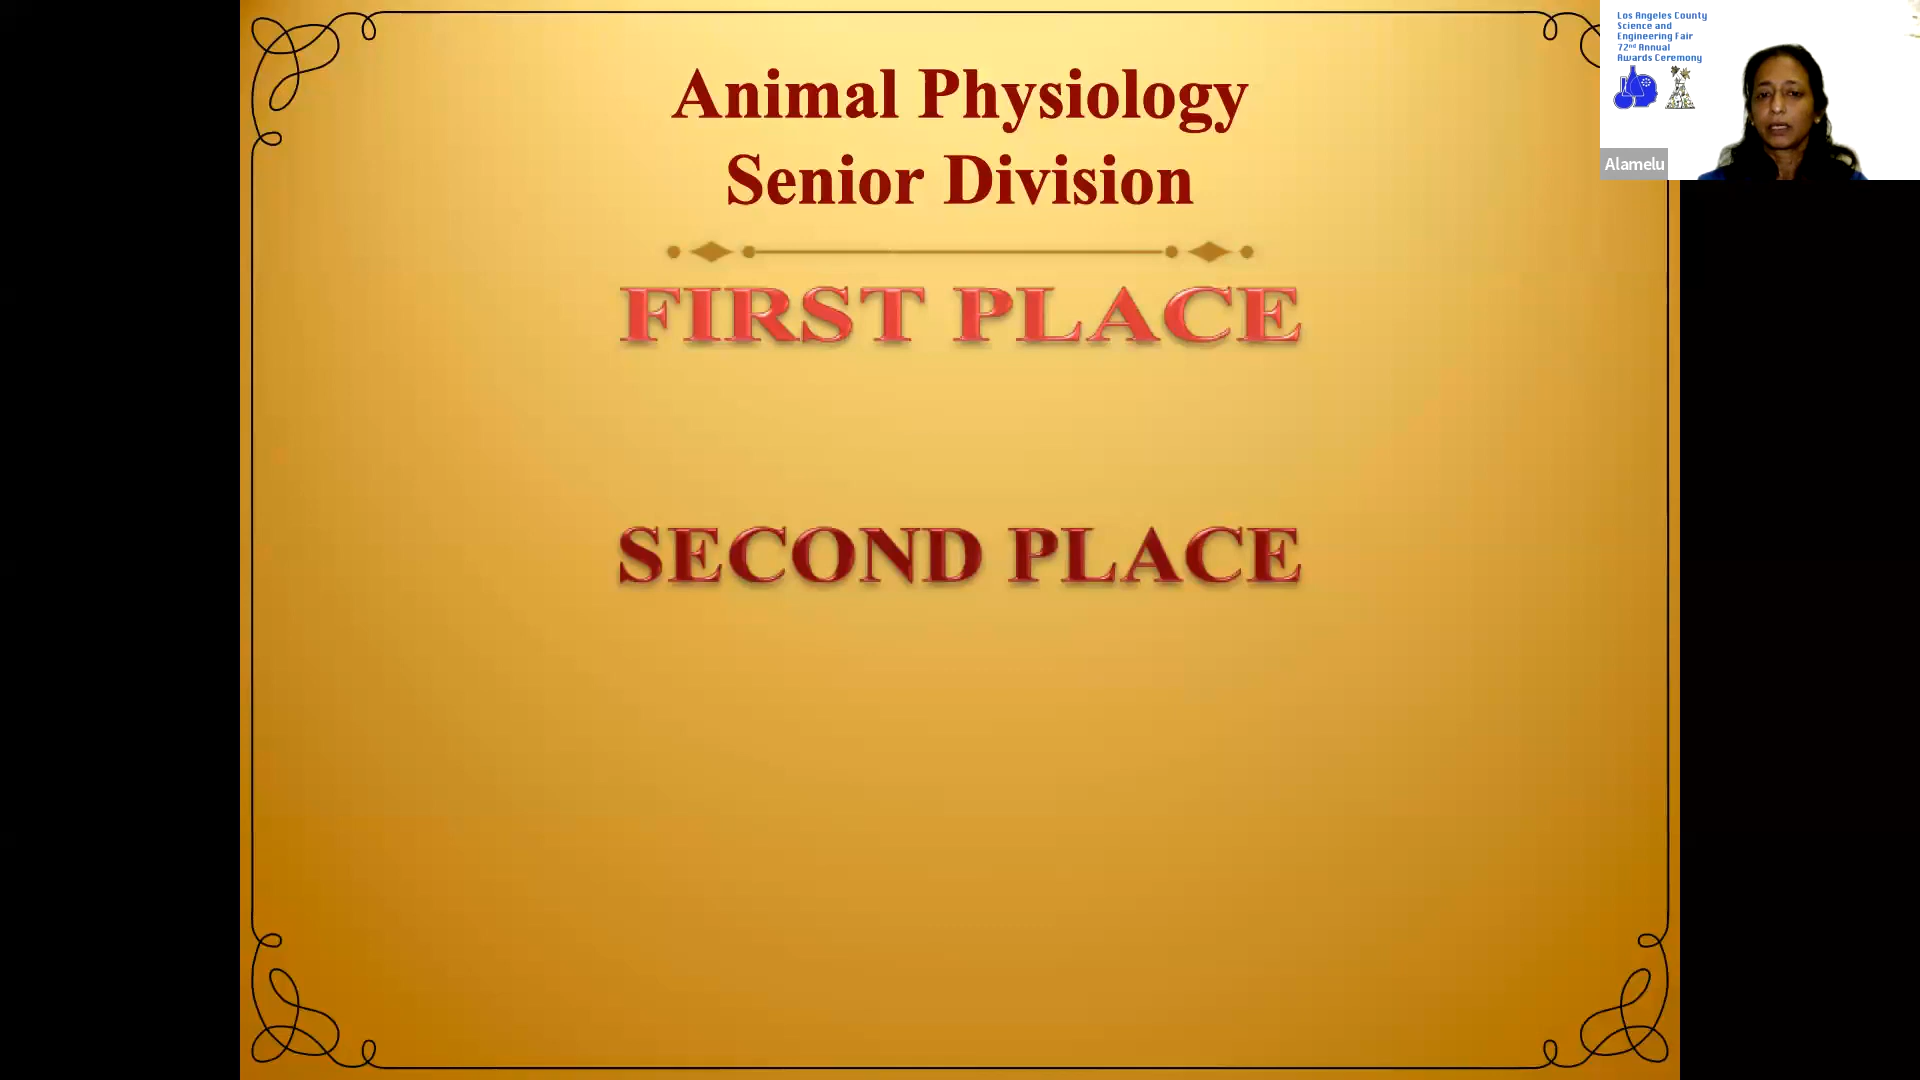 Animal Physiology
Senior Division
FIRST PLACE
SECOND PLACE
Los Angeles County
Science and
Engineering Fair
72nd Annual
Awards Ceremony
Alamelu